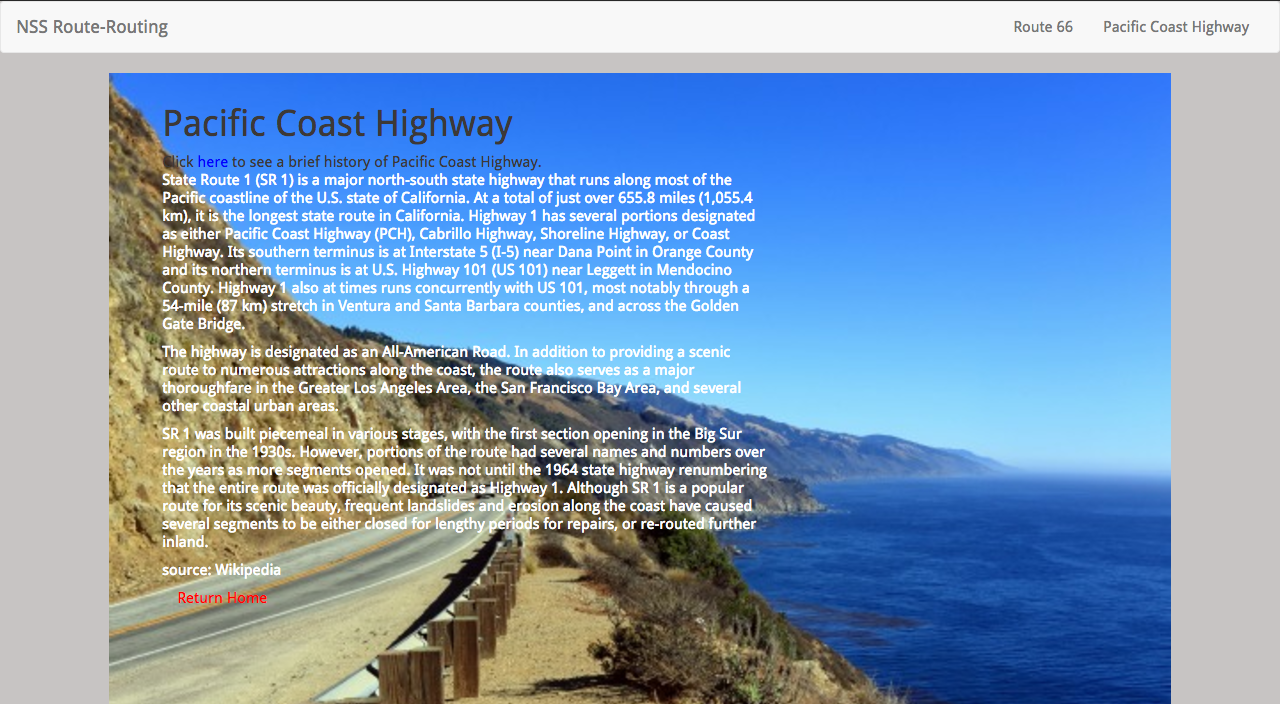 NSS Route-Routing
Route 66
Pacific Coast Highway
Pacific Coast Highway
Click here to see a brief history of Pacific Coast Highway.
State Route 1 (SR 1) is a major north-south state highway that runs along most of the
Pacific coastline of the U.S. state of California. At a total of just over 655.8 miles (1,055.4
km), it is the longest state route in California. Highway 1 has several portions designated
as either Pacific Coast Highway (PCH), Cabrillo Highway, Shoreline Highway, or Coast
Highway. Its southern terminus is at Interstate 5 (I-5) near Dana Point in Orange County
and its northern terminus is at U.S. Highway 101 (US 101) near Leggett in Mendocino
County. Highway 1 also at times runs concurrently with US 101, most notably through a
54-mile (87 km) stretch in Ventura and Santa Barbara counties, and across the Golden
Gate Bridge.
The highway is designated as an All-American Road. In addition to providing a scenic
route to numerous attractions along the coast, the route also serves as a major
thoroughfare in the Greater Los Angeles Area, the San Francisco Bay Area, and several
other coastal urban areas.
SR 1 was built piecemeal in various stages, with the first section opening in the Big Sur
region in the 1930s. However, portions of the route had several names and numbers over
the years as more segments opened. It was not until the 1964 state highway renumbering
that the entire route was officially designated as Highway 1. Although SR 1 is a popular
route for its scenic beauty, frequent landslides and erosion along the coast have caused
several segments to be either closed for lengthy periods for repairs, or re-routed further
inland.
source: Wikipedia
Return Home